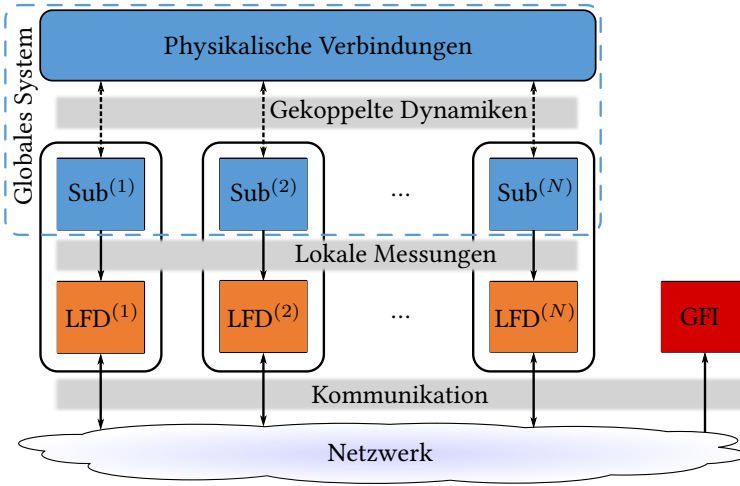 Globales System
Physikalische Verbindungen
Gekoppelte Dynamiken
Sub⁽¹⁾ Sub⁽²⁾ ... Sub⁽ᴺ⁾
Lokale Messungen
LFD⁽¹⁾ LFD⁽²⁾ ... LFD⁽ᴺ⁾ GFI
Kommunikation
Netzwerk